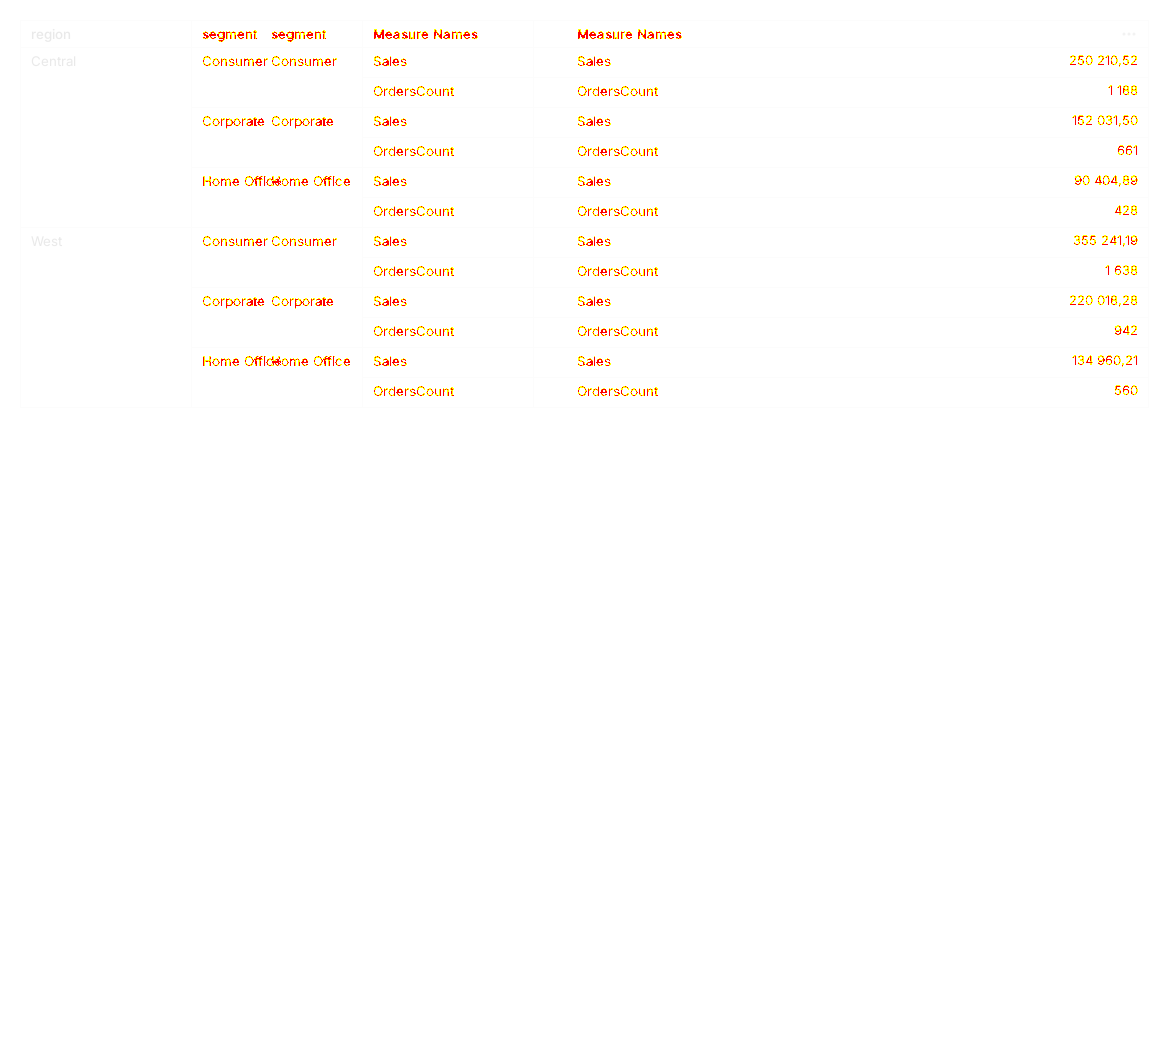 region segment segment Measure Names Measure Names ...
Central Consumer Consumer Sales Sales 250 210,52
OrdersCount OrdersCount 1 168
Corporate Corporate Sales Sales 152 031,50
OrdersCount OrdersCount 661
Home Office Home Office Sales Sales 90 404,89
OrdersCount OrdersCount 428
West Consumer Consumer Sales Sales 355 241,19
OrdersCount OrdersCount 1 638
Corporate Corporate Sales Sales 220 018,28
OrdersCount OrdersCount 942
Home Office Home Office Sales Sales 134 960,21
OrdersCount OrdersCount 560